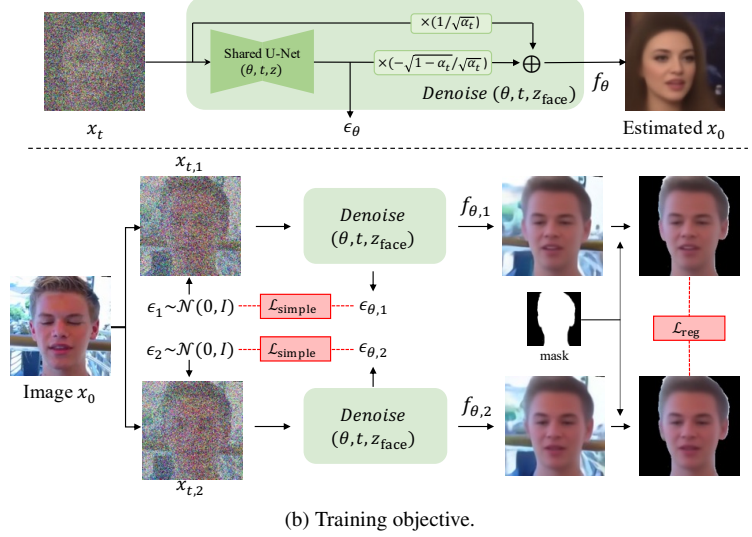 ×(1/√α_t)
Shared U-Net
(θ, t, z)
×(−√1−α_t/√α_t)
⊕
Denoise (θ, t, z_face)
f_θ
x_t
ϵ_θ
Estimated x_0
x_{t,1}
Denoise
(θ, t, z_face)
f_{θ,1}
ϵ_1~𝒩(0, I)
ℒ_simple
ϵ_{θ,1}
ϵ_2~𝒩(0, I)
ℒ_simple
ϵ_{θ,2}
mask
ℒ_reg
Image x_0
Denoise
(θ, t, z_face)
f_{θ,2}
x_{t,2}
(b) Training objective.